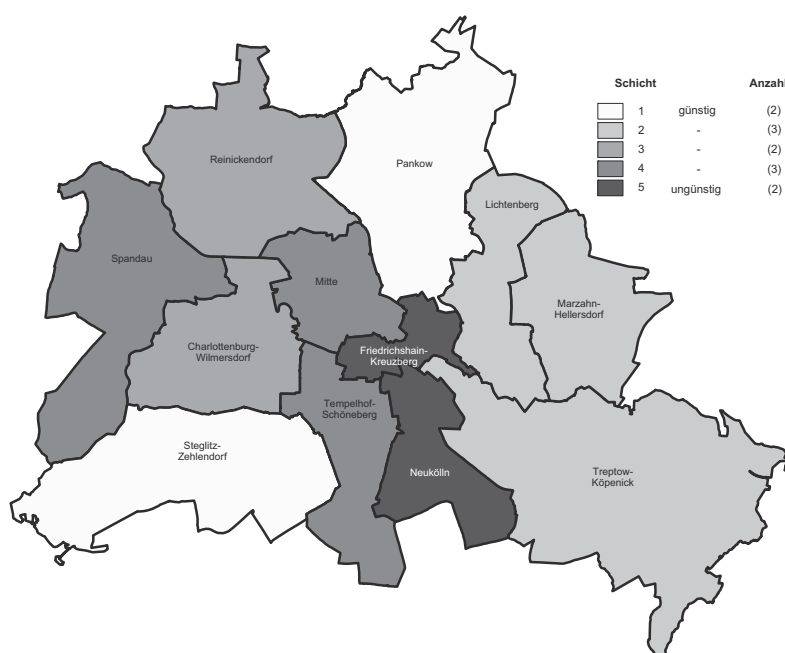 Schicht Anzahl
1 günstig (2)
2 - (3)
3 - (2)
4 - (3)
5 ungünstig (2)
Reinickendorf
Pankow
Lichtenberg
Spandau
Mitte
Marzahn-
Hellersdorf
Charlottenburg-
Wilmersdorf
Friedrichshain-
Kreuzberg
Tempelhof-
Schöneberg
Steglitz-
Zehlendorf
Neukölln
Treptow-
Köpenick